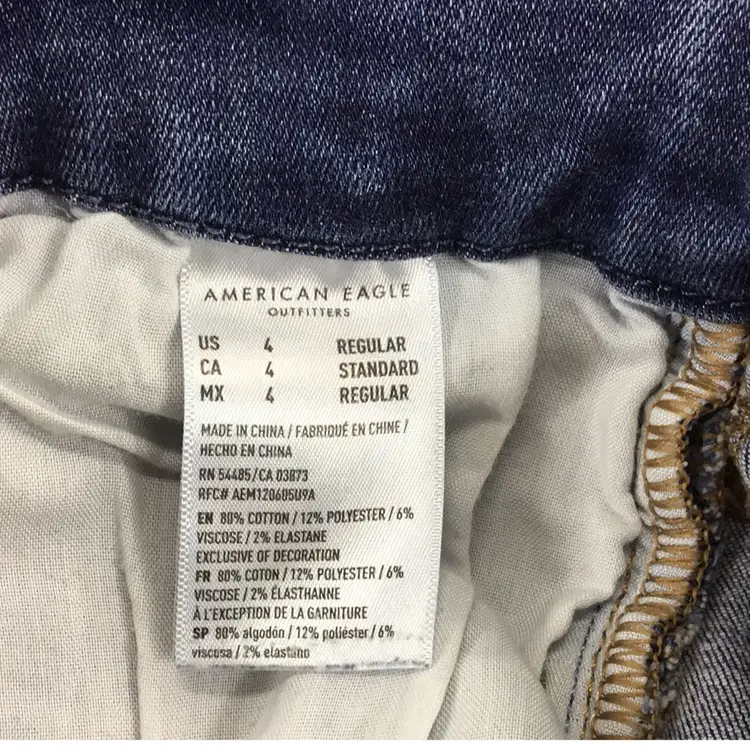 AMERICAN EAGLE
OUTFITTERS
US 4 REGULAR
CA 4 STANDARD
MX 4 REGULAR
MADE IN CHINA / FABRIQUÉ EN CHINE /
HECHO EN CHINA
RN 54485/CA 03873
RFC# AEM120605U9A
EN 80% COTTON / 12% POLYESTER / 6%
VISCOSE / 2% ELASTANE
EXCLUSIVE OF DECORATION
FR 80% COTON / 12% POLYESTER / 6%
VISCOSE / 2% ÉLASTHANNE
À L'EXCEPTION DE LA GARNITURE
SP 80% algodón / 12% poliéster / 6%
viscosa / 2% elastano